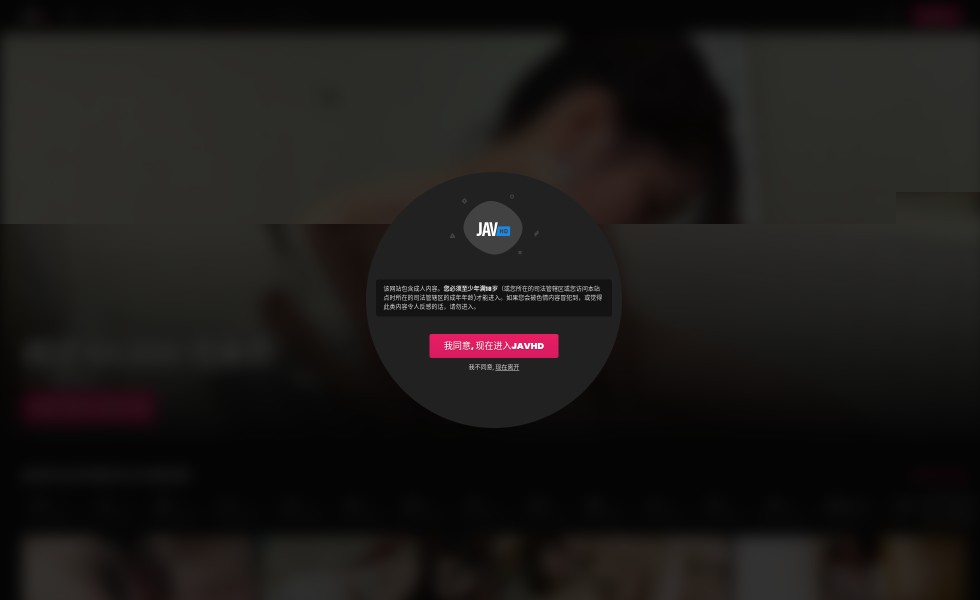 JAV HD
该网站包含成人内容。您必须至少年满18岁（或您所在的司法管辖区或您访问本站
点时所在的司法管辖区的成年年龄)才能进入。如果您会被色情内容冒犯到，或觉得
此类内容令人反感的话，请勿进入。
我同意, 现在进入JAVHD
我不同意, 现在离开